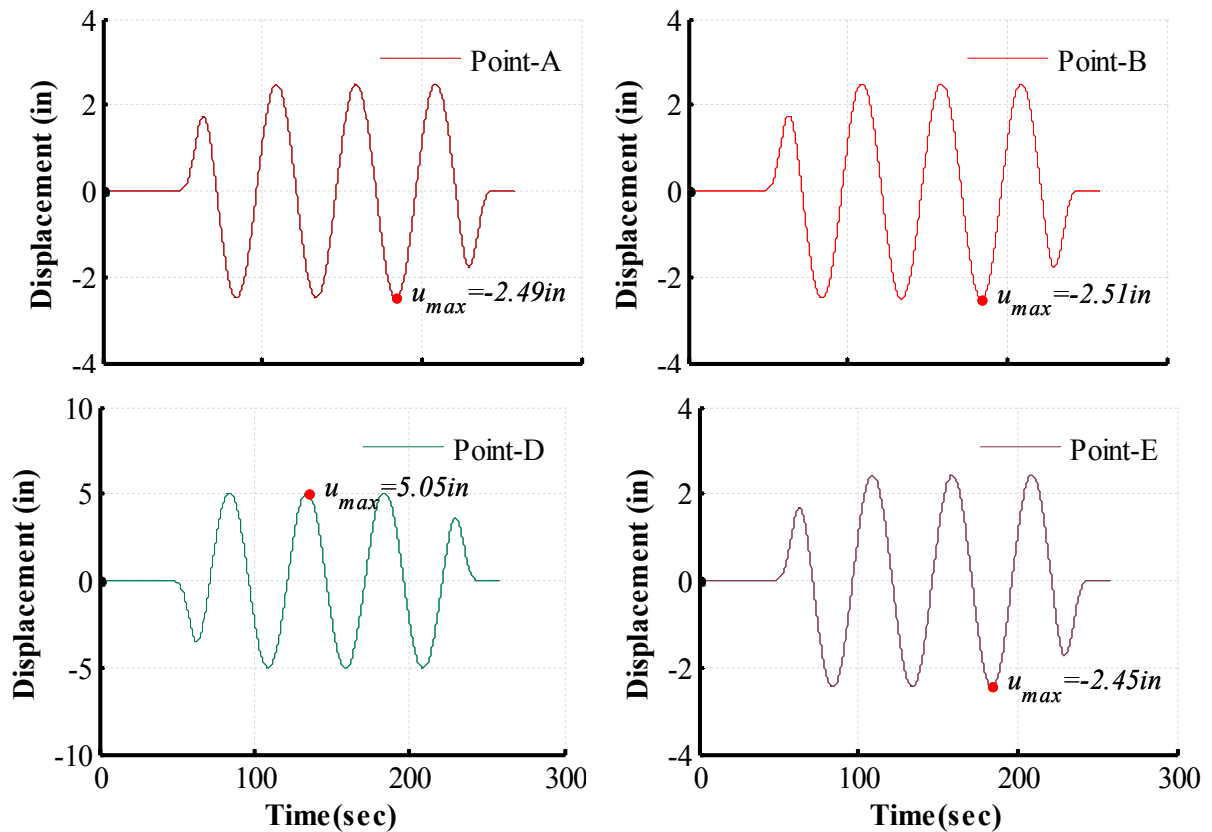 4
2
0
-2
-4
Displacement (in)
Point-A
u_max=-2.49in
4
2
0
-2
-4
Displacement (in)
Point-B
u_max=-2.51in
10
5
0
-5
-10
Displacement (in)
Point-D
u_max=5.05in
0 100 200 300
Time(sec)
4
2
0
-2
-4
Displacement (in)
Point-E
u_max=-2.45in
0 100 200 300
Time(sec)